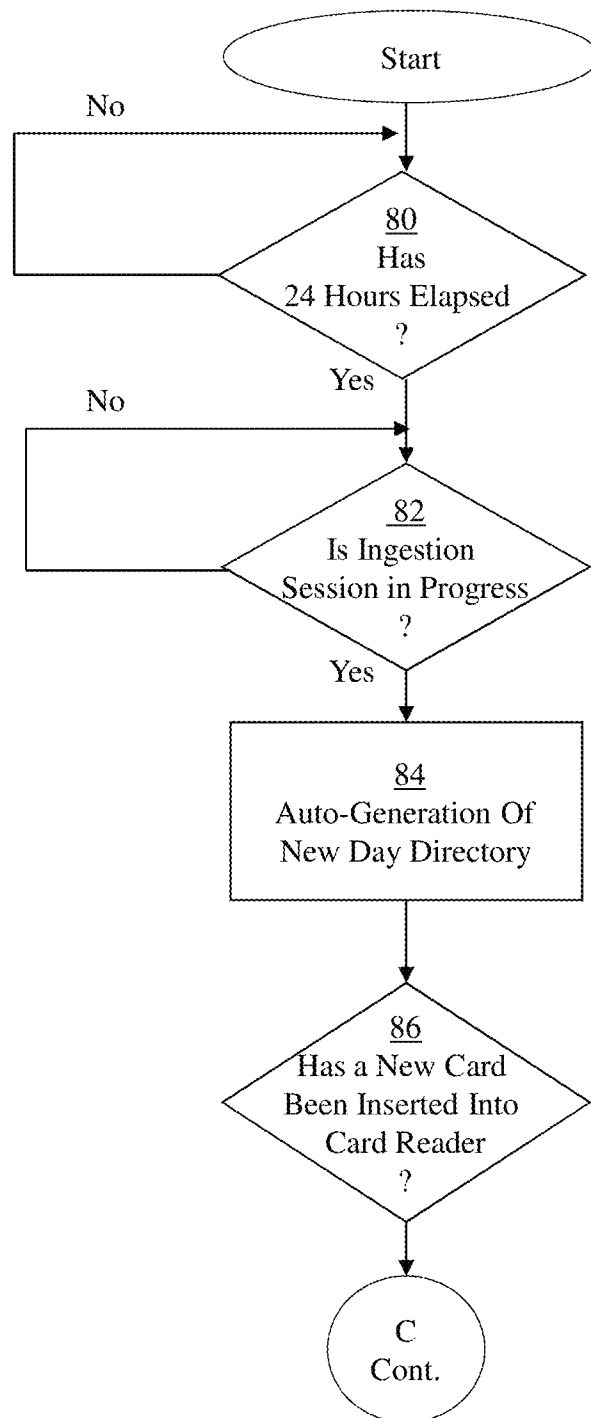 Start
No
80
Has
24 Hours Elapsed
?
Yes
No
82
Is Ingestion
Session in Progress
?
Yes
84
Auto-Generation Of
New Day Directory
86
Has a New Card
Been Inserted Into
Card Reader
?
C
Cont.